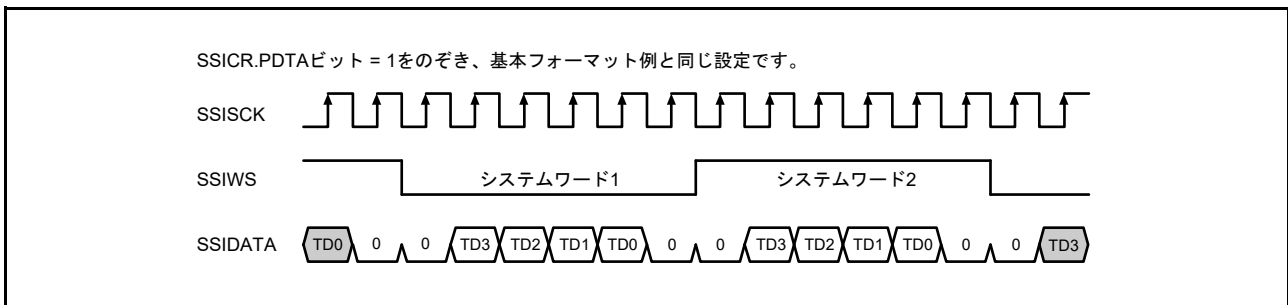 SSICR.PDTAビット = 1をのぞき、基本フォーマット例と同じ設定です。
SSISCK
SSIWS システムワード1 システムワード2
SSIDATA TD0 0 0 TD3 TD2 TD1 TD0 0 0 TD3 TD2 TD1 TD0 0 0 TD3